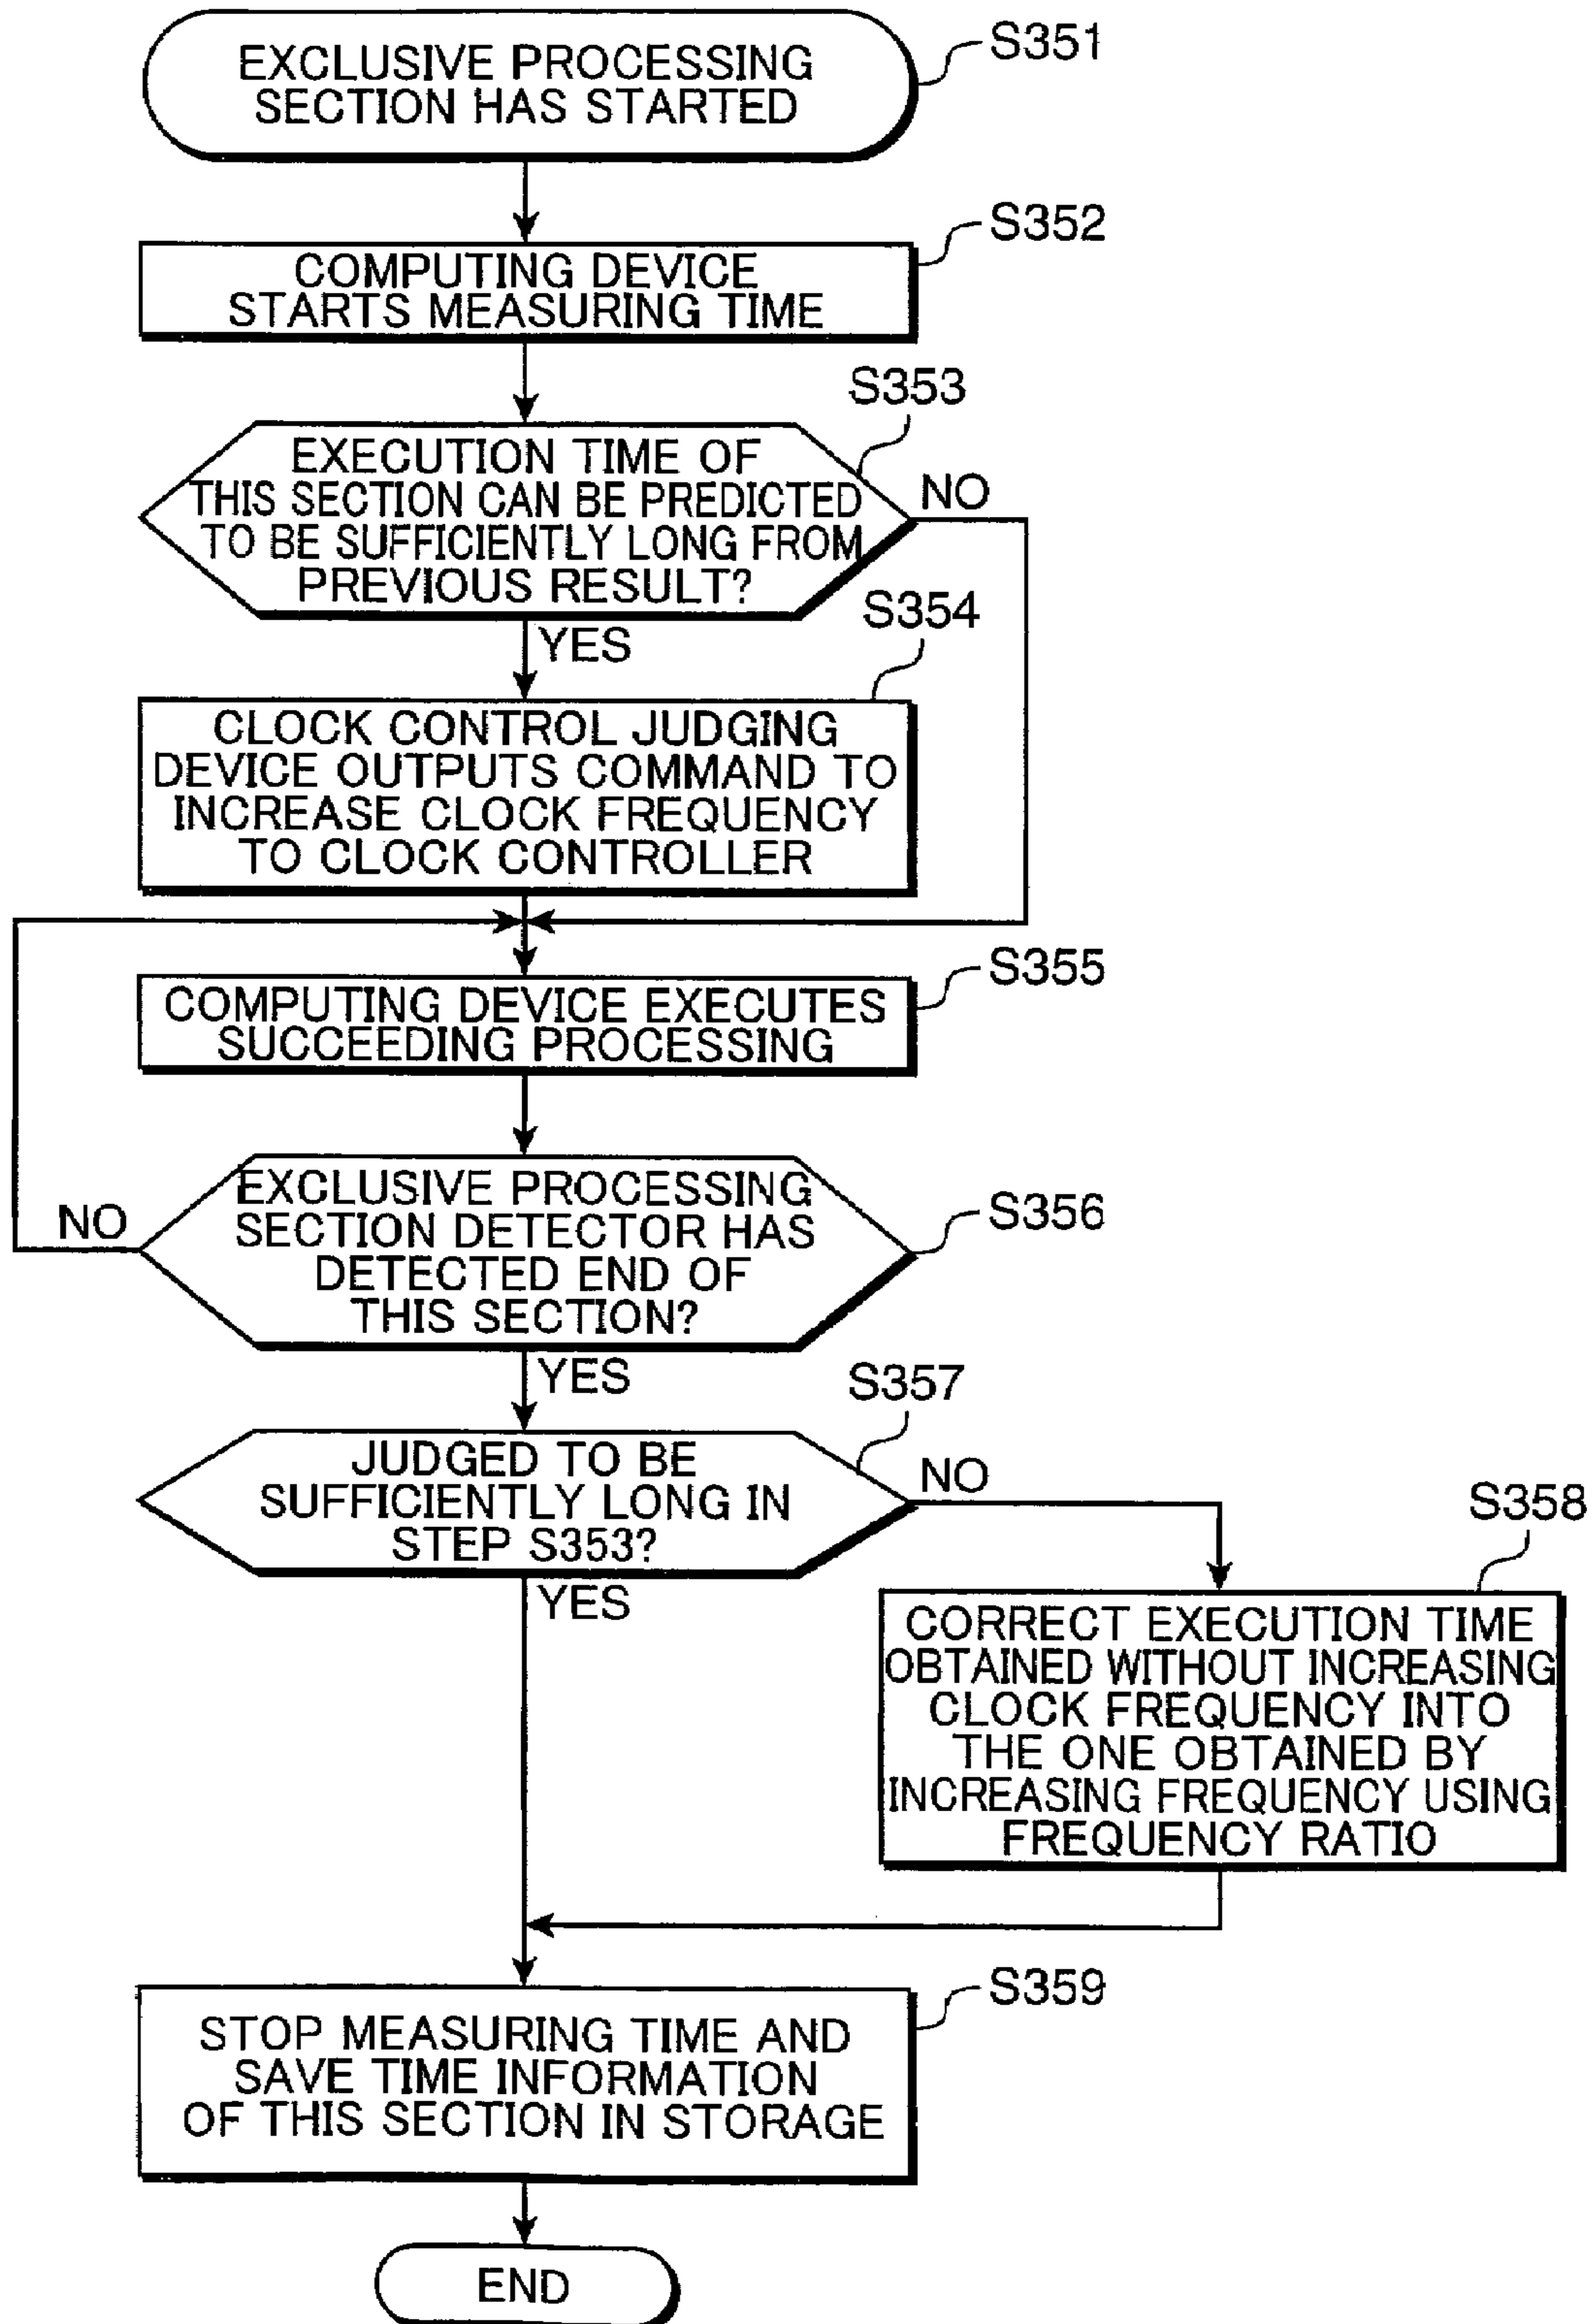 EXCLUSIVE PROCESSING
SECTION HAS STARTED
S351
COMPUTING DEVICE
STARTS MEASURING TIME
S352
EXECUTION TIME OF
THIS SECTION CAN BE PREDICTED
TO BE SUFFICIENTLY LONG FROM
PREVIOUS RESULT?
S353
NO
YES
CLOCK CONTROL JUDGING
DEVICE OUTPUTS COMMAND TO
INCREASE CLOCK FREQUENCY
TO CLOCK CONTROLLER
S354
COMPUTING DEVICE EXECUTES
SUCCEEDING PROCESSING
S355
EXCLUSIVE PROCESSING
SECTION DETECTOR HAS
DETECTED END OF
THIS SECTION?
S356
NO
YES
JUDGED TO BE
SUFFICIENTLY LONG IN
STEP S353?
S357
NO
YES
CORRECT EXECUTION TIME
OBTAINED WITHOUT INCREASING
CLOCK FREQUENCY INTO
THE ONE OBTAINED BY
INCREASING FREQUENCY USING
FREQUENCY RATIO
S358
STOP MEASURING TIME AND
SAVE TIME INFORMATION
OF THIS SECTION IN STORAGE
S359
END